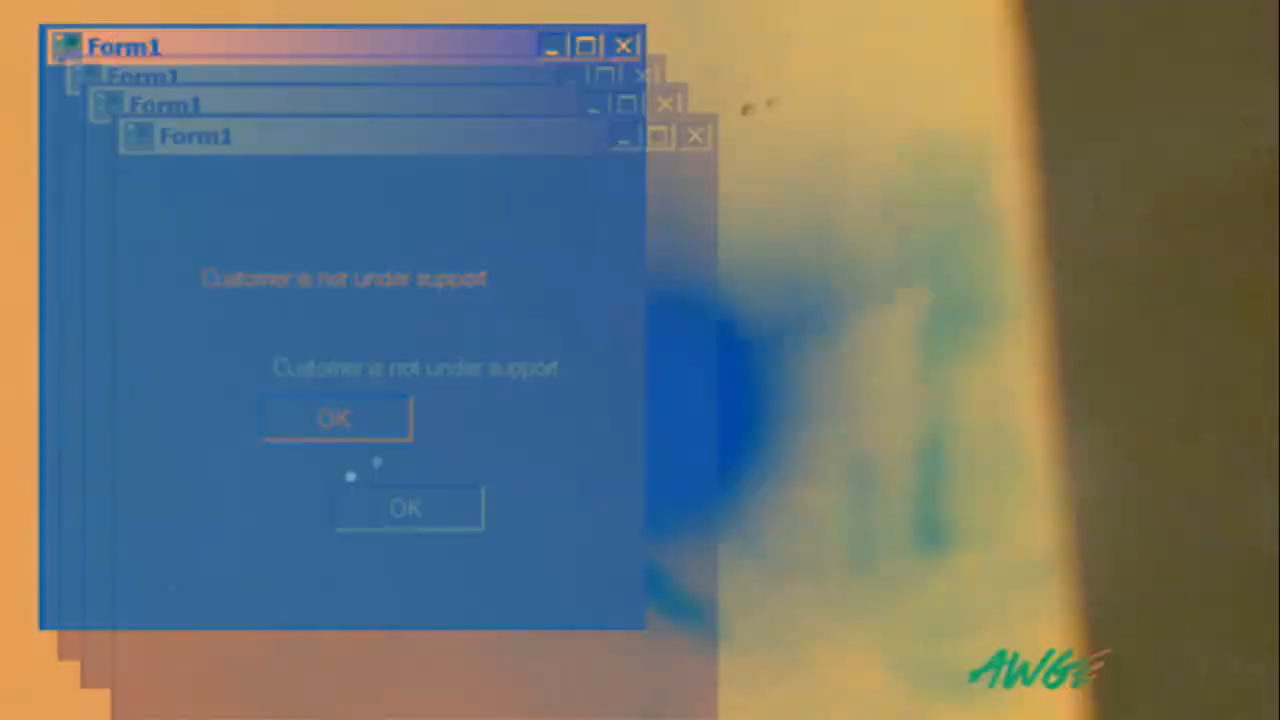 Form1
Form1
Form1
Form1
Customer is not under support
Customer is not under support
OK
OK
AWGE